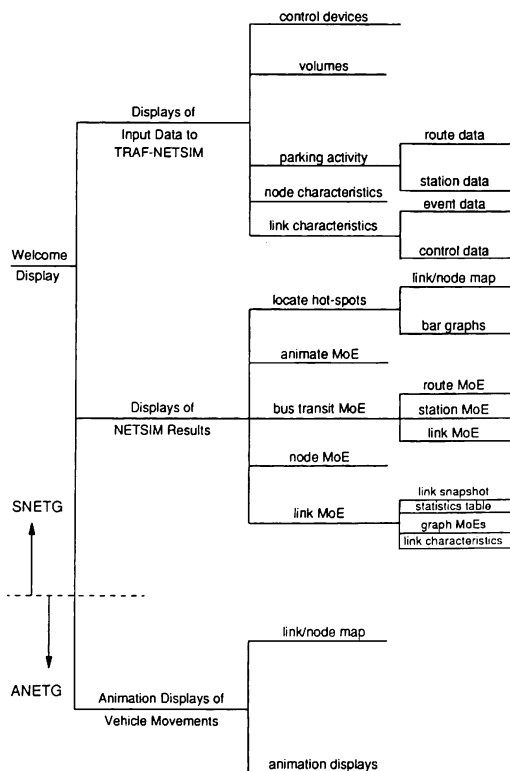 control devices
volumes
Displays of
Input Data to
TRAF-NETSIM
route data
parking activity
station data
node characteristics
event data
link characteristics
control data
Welcome
Display
link/node map
locate hot-spots
bar graphs
animate MoE
route MoE
Displays of
NETSIM Results
bus transit MoE
station MoE
link MoE
node MoE
link snapshot
statistics table
link MoE
graph MoEs
link characteristics
SNETG
ANETG
link/node map
Animation Displays of
Vehicle Movements
animation displays